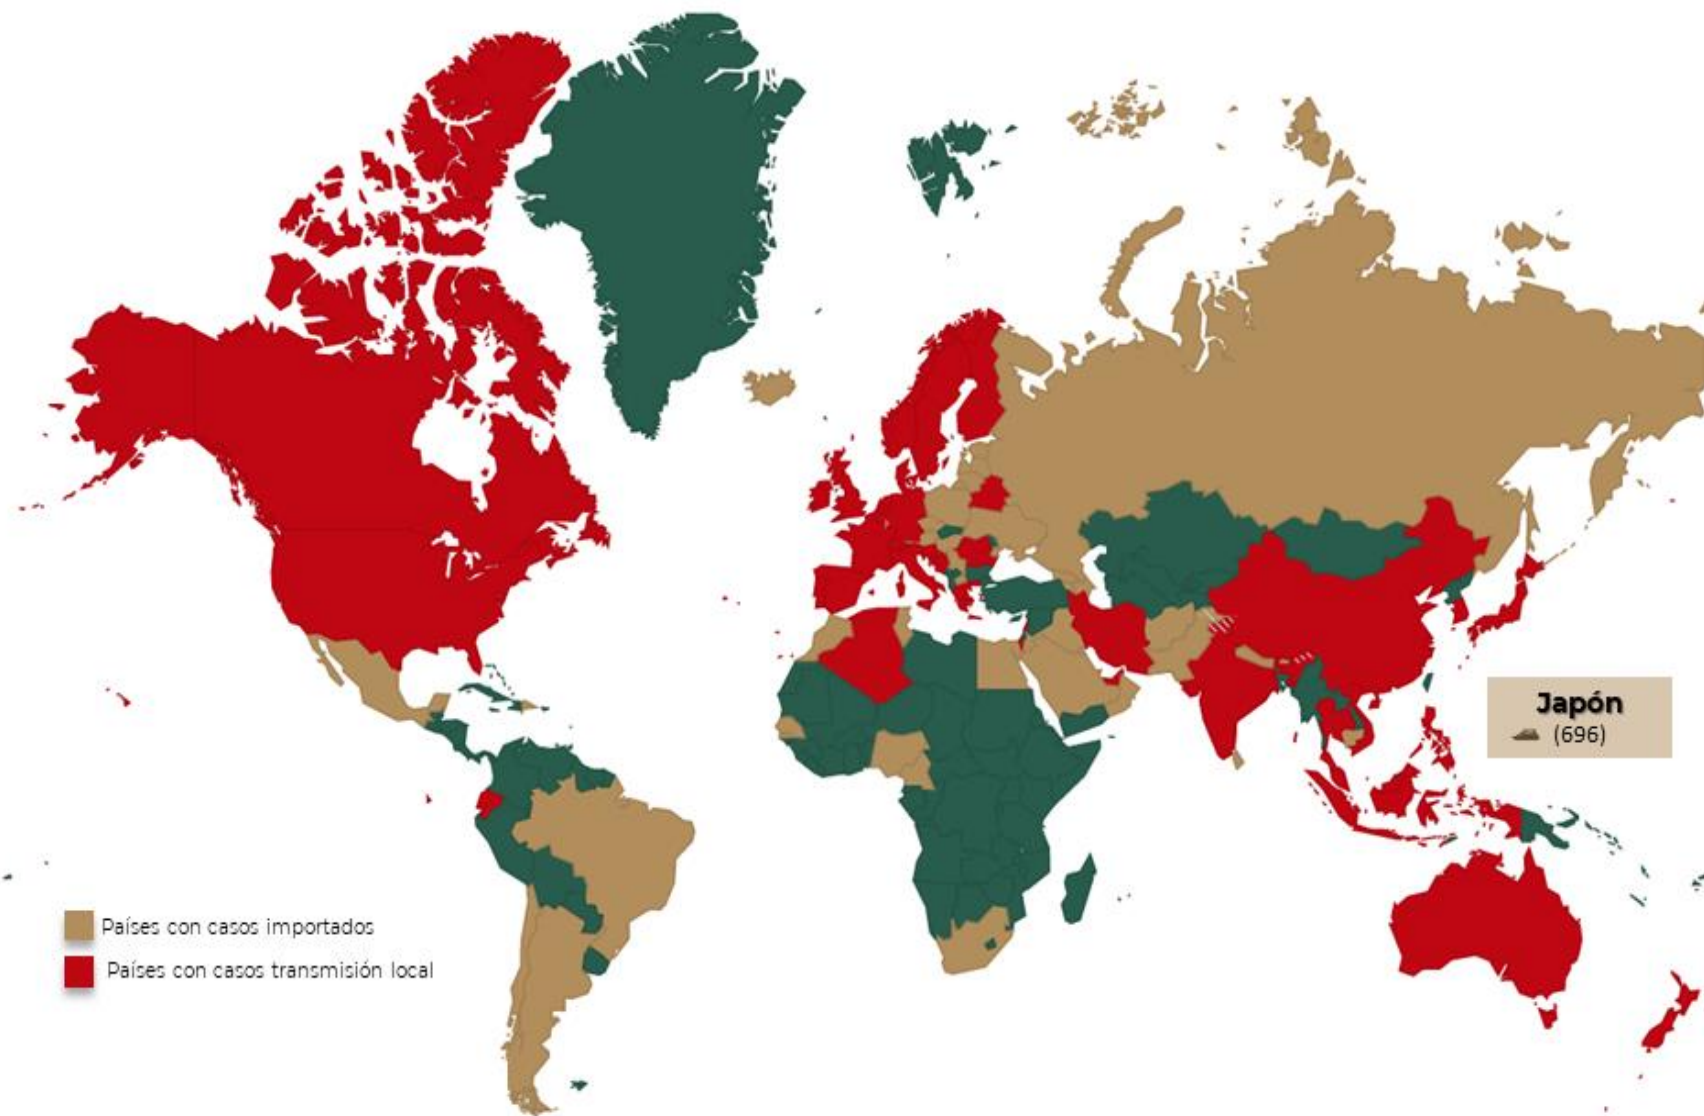 Japón
(696)
Países con casos importados
Países con casos transmisión local